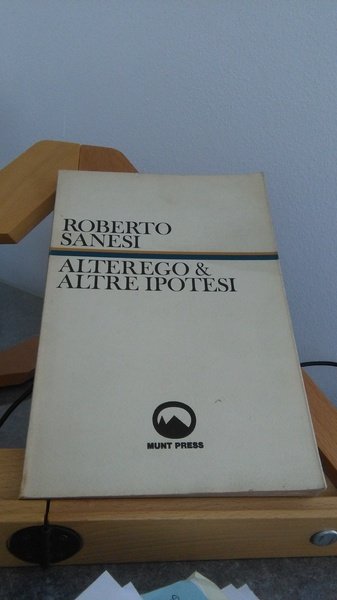 ROBERTO
SANESI
ALTEREGO &
ALTRE IPOTESI
MUNT PRESS